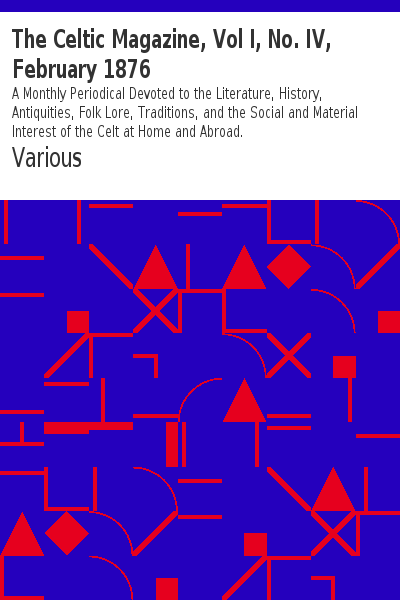 The Celtic Magazine, Vol I, No. IV,
February 1876
A Monthly Periodical Devoted to the Literature, History,
Antiquities, Folk Lore, Traditions, and the Social and Material
Interest of the Celt at Home and Abroad.
Various